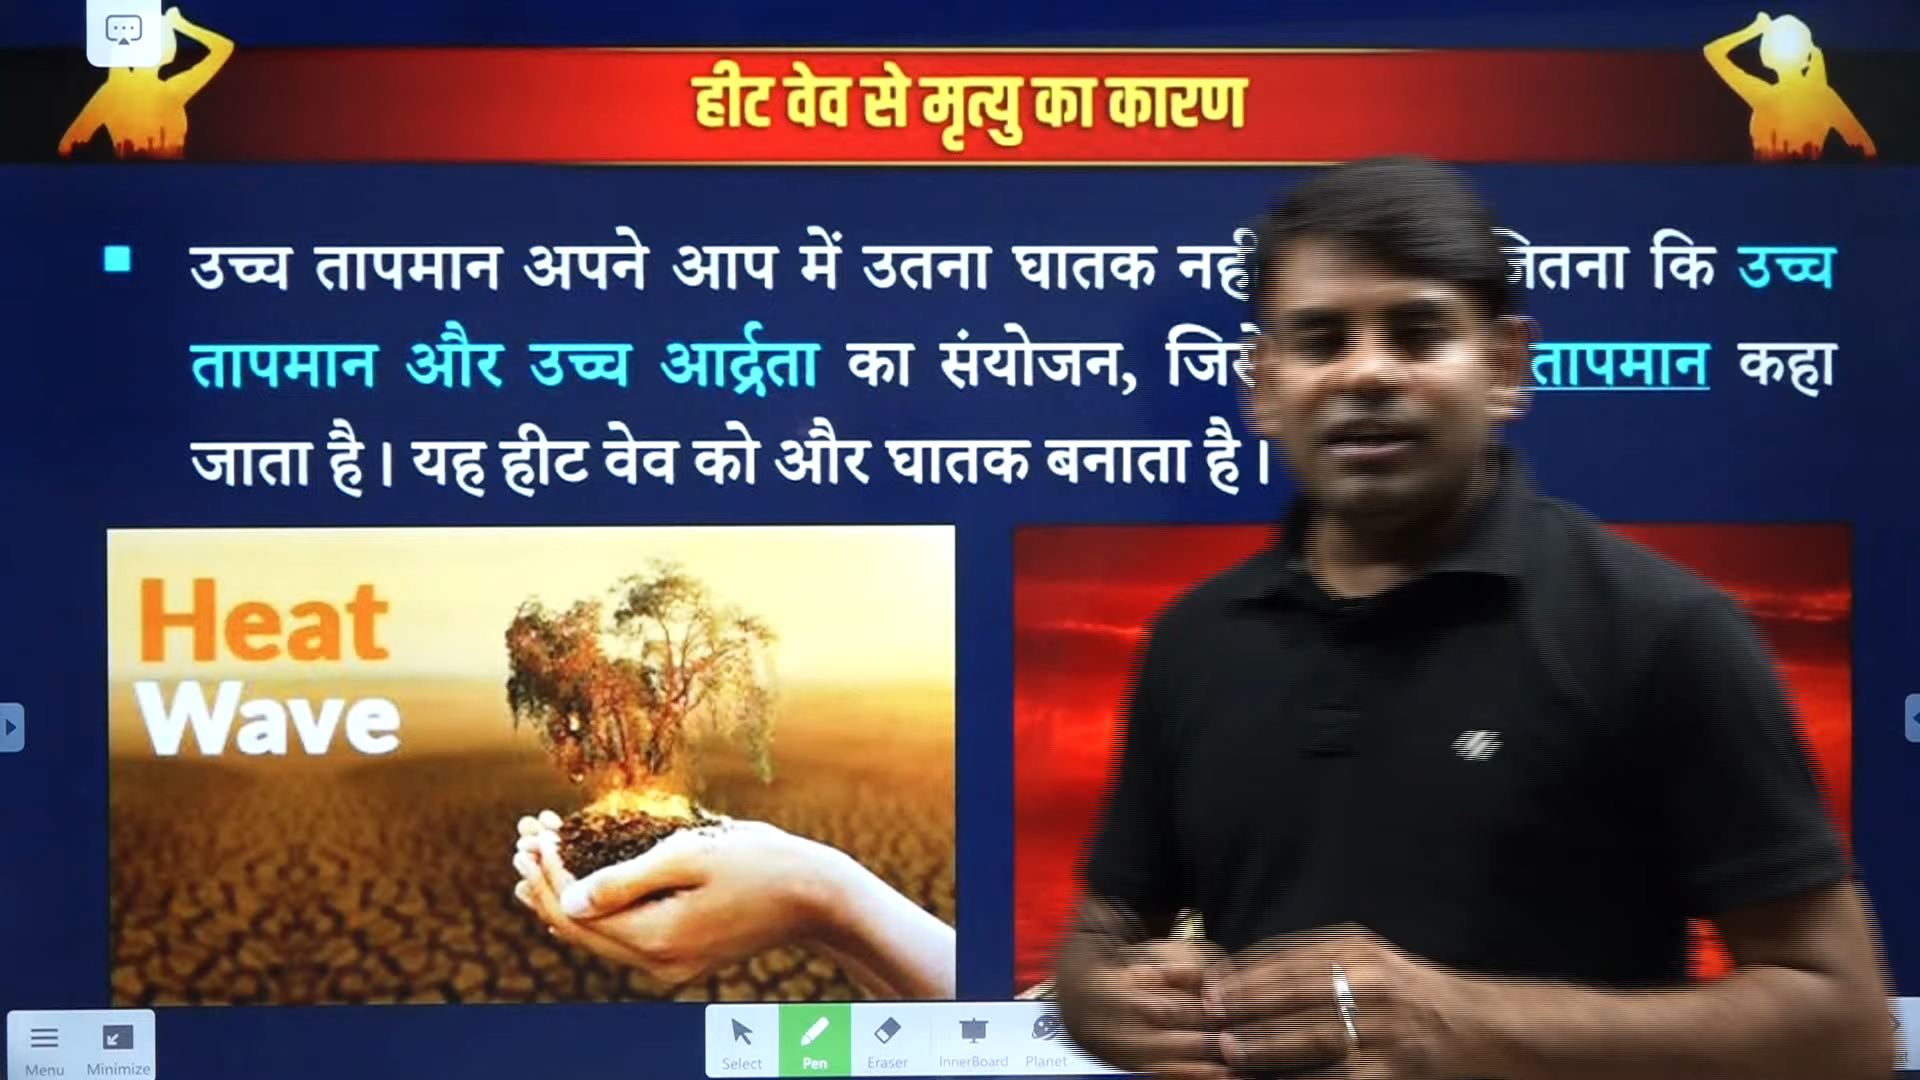 हीट वेव से मृत्यु का कारण
उच्च तापमान अपने आप में उतना घातक कि उच्च
तापमान और उच्च आर्द्रता का संयोजन, तापमान कहा
जाता है। यह हीट वेव को और घातक बनाता है।
Heat
Wave
Menu Minimize Select Pen Eraser InnerBoard Planet